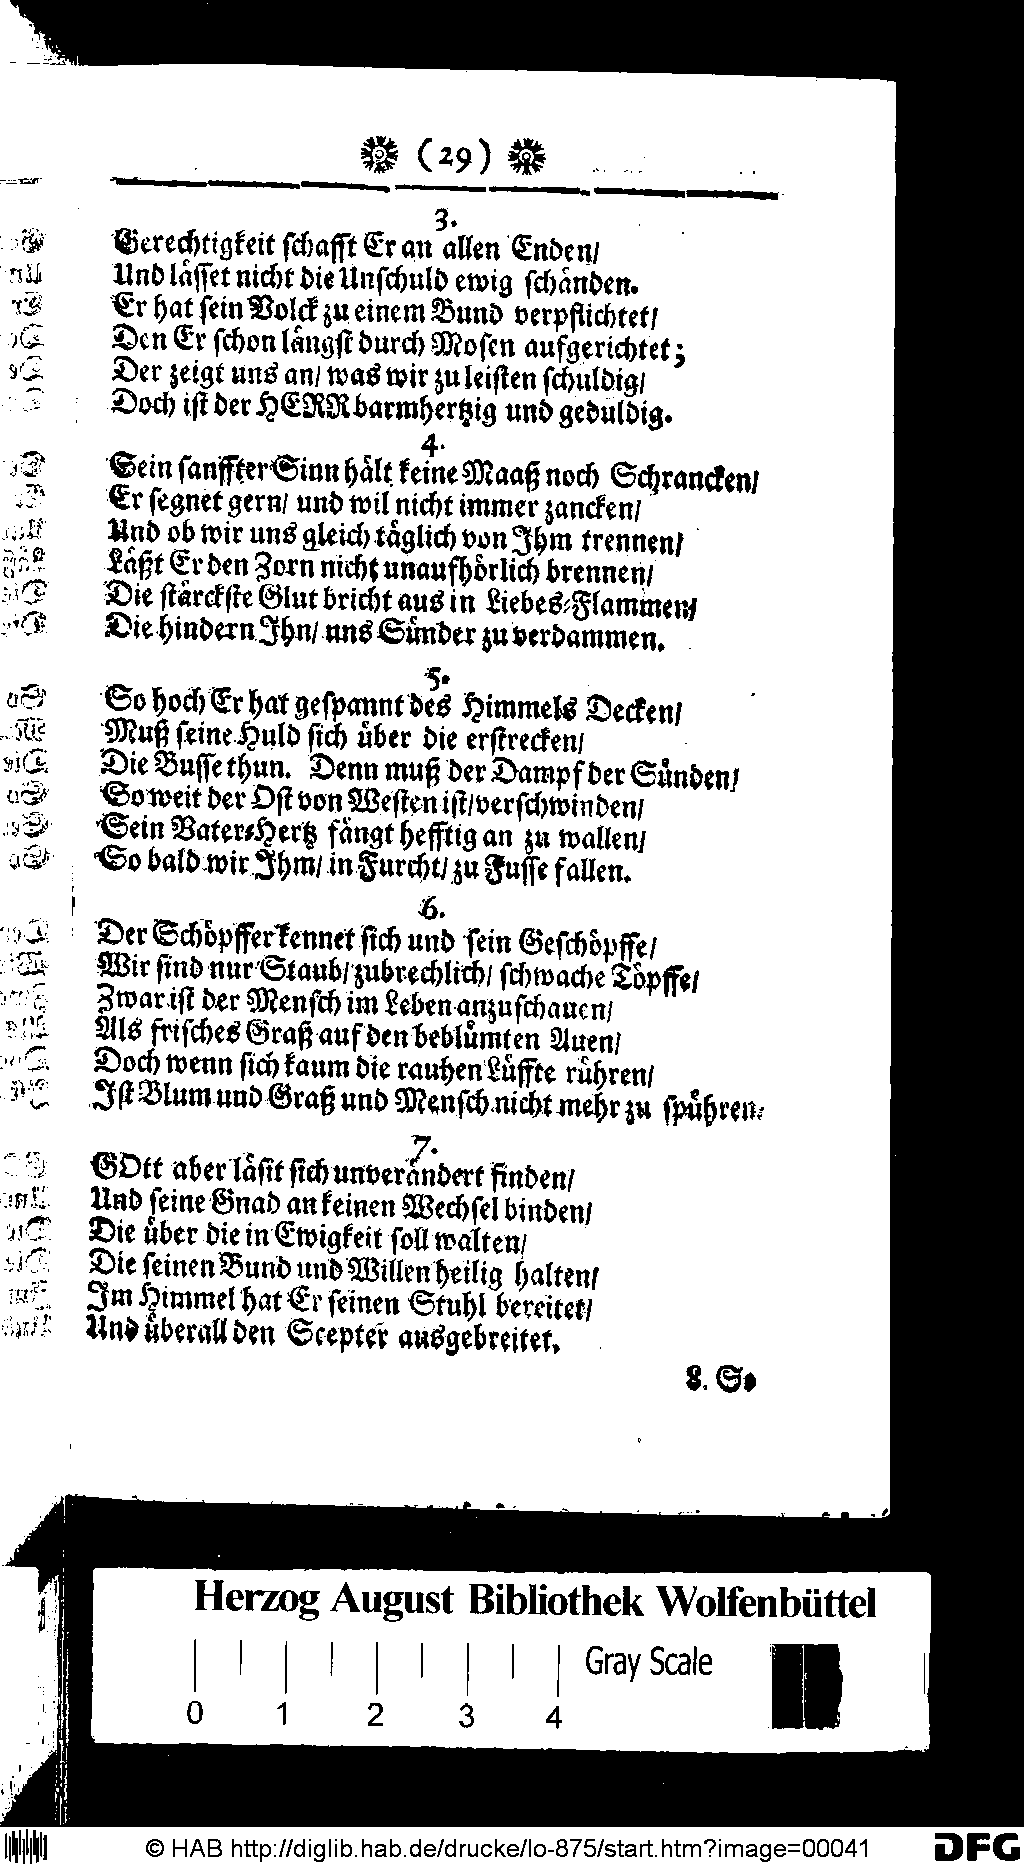 (29)
3.
Gerechtigkeit schafft Er an allen Enden/
Und lässet nicht die Unschuld ewig schänden.
Er hat sein Volck zu einem Bund verpflichtet/
Den Er schon längst durch Mosen aufgerichtet;
Der zeigt uns an/ was wir zu leisten schuldig/
Doch ist der HERR barmhertzig und geduldig.
4.
Sein sanffter Sinn hält keine Maaß noch Schrancken/
Er segnet gern/ und wil nicht immer zancken/
Und ob wir uns gleich täglich von Ihm trennen/
Läßt Er den Zorn nicht unaufhörlich brennen/
Die stärckste Glut bricht aus in Liebes-Flammen/
Die hindern Ihn/ uns Sünder zu verdammen.
5.
So hoch Er hat gespannt des Himmels Decken/
Muß seine Huld sich über die erstrecken/
Die Busse thun. Denn muß der Dampf der Sünden/
So weit der Ost von Westen ist/ verschwinden/
Sein Vater-Hertz fängt hefftig an zu wallen/
So bald wir Ihm/ in Furcht/ zu Fusse fallen.
6.
Der Schöpffer kennet sich und sein Geschöpffe/
Wir sind nur Staub/ zubrechlich/ schwache Töpffe/
Zwar ist der Mensch im Leben anzuschauen/
Als frisches Graß auf den beblümten Auen/
Doch wenn sich kaum die rauhen Lüffte rühren/
Ist Blum und Graß und Mensch nicht mehr zu spühren.
7.
GOtt aber läsit sich unverändert finden/
Und seine Gnad an keinen Wechsel binden/
Die über die in Ewigkeit soll walten/
Die seinen Bund und Willen heilig halten/
Im Himmel hat Er seinen Stuhl bereitet/
Und überall den Scepter ausgebreitet.
8. So
Herzog August Bibliothek Wolfenbüttel
Gray Scale
0 1 2 3 4
© HAB http://diglib.hab.de/drucke/lo-875/start.htm?image=00041
DFG